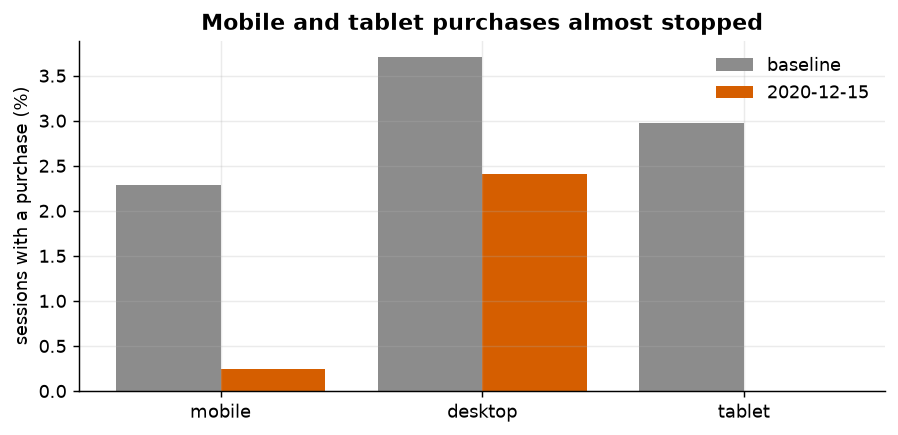 Mobile and tablet purchases almost stopped
baseline
2020-12-15
sessions with a purchase (%)
3.5
3.0
2.5
2.0
1.5
1.0
0.5
0.0
mobile
desktop
tablet